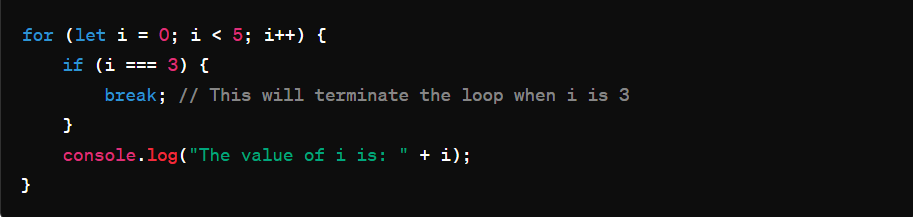 for (let i = 0; i < 5; i++) {
    if (i === 3) {
        break; // This will terminate the loop when i is 3
    }
    console.log("The value of i is: " + i);
}